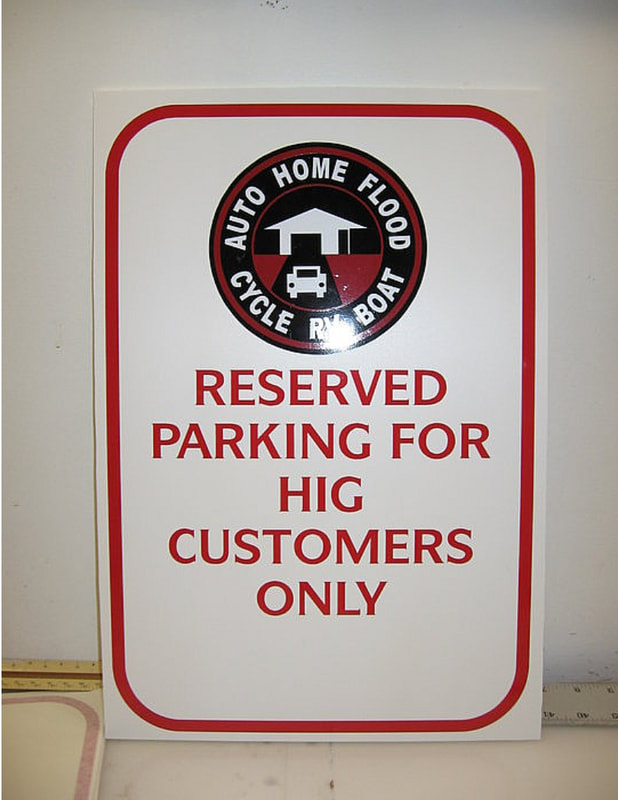 AUTO HOME FLOOD
CYCLE RV BOAT
RESERVED
PARKING FOR
HIG
CUSTOMERS
ONLY